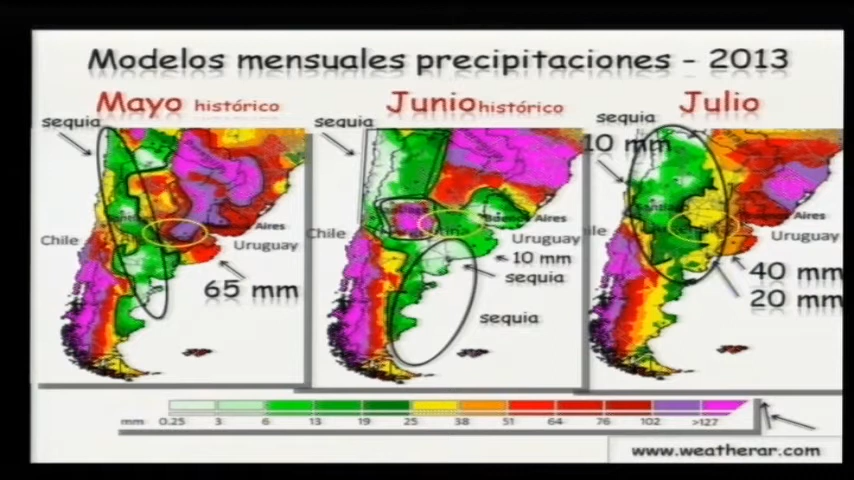 Modelos mensuales precipitaciones - 2013
Mayo histórico
Junio histórico
Julio
sequia
sequia
sequia
10 mm
Chile
Aires
Uruguay
65 mm
Chile
Buenos Aires
Uruguay
10 mm
sequia
sequia
Aires
Uruguay
40 mm
20 mm
mm 0.25 3 6 13 19 25 38 51 64 76 102 >127
www.weatherar.com